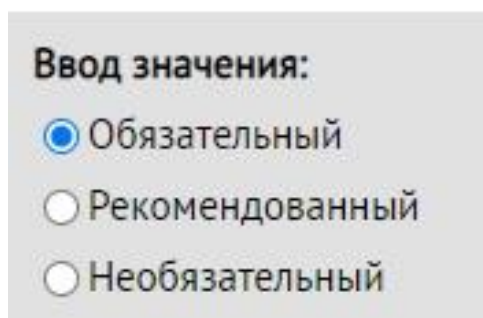 Ввод значения:
Обязательный
Рекомендованный
Необязательный